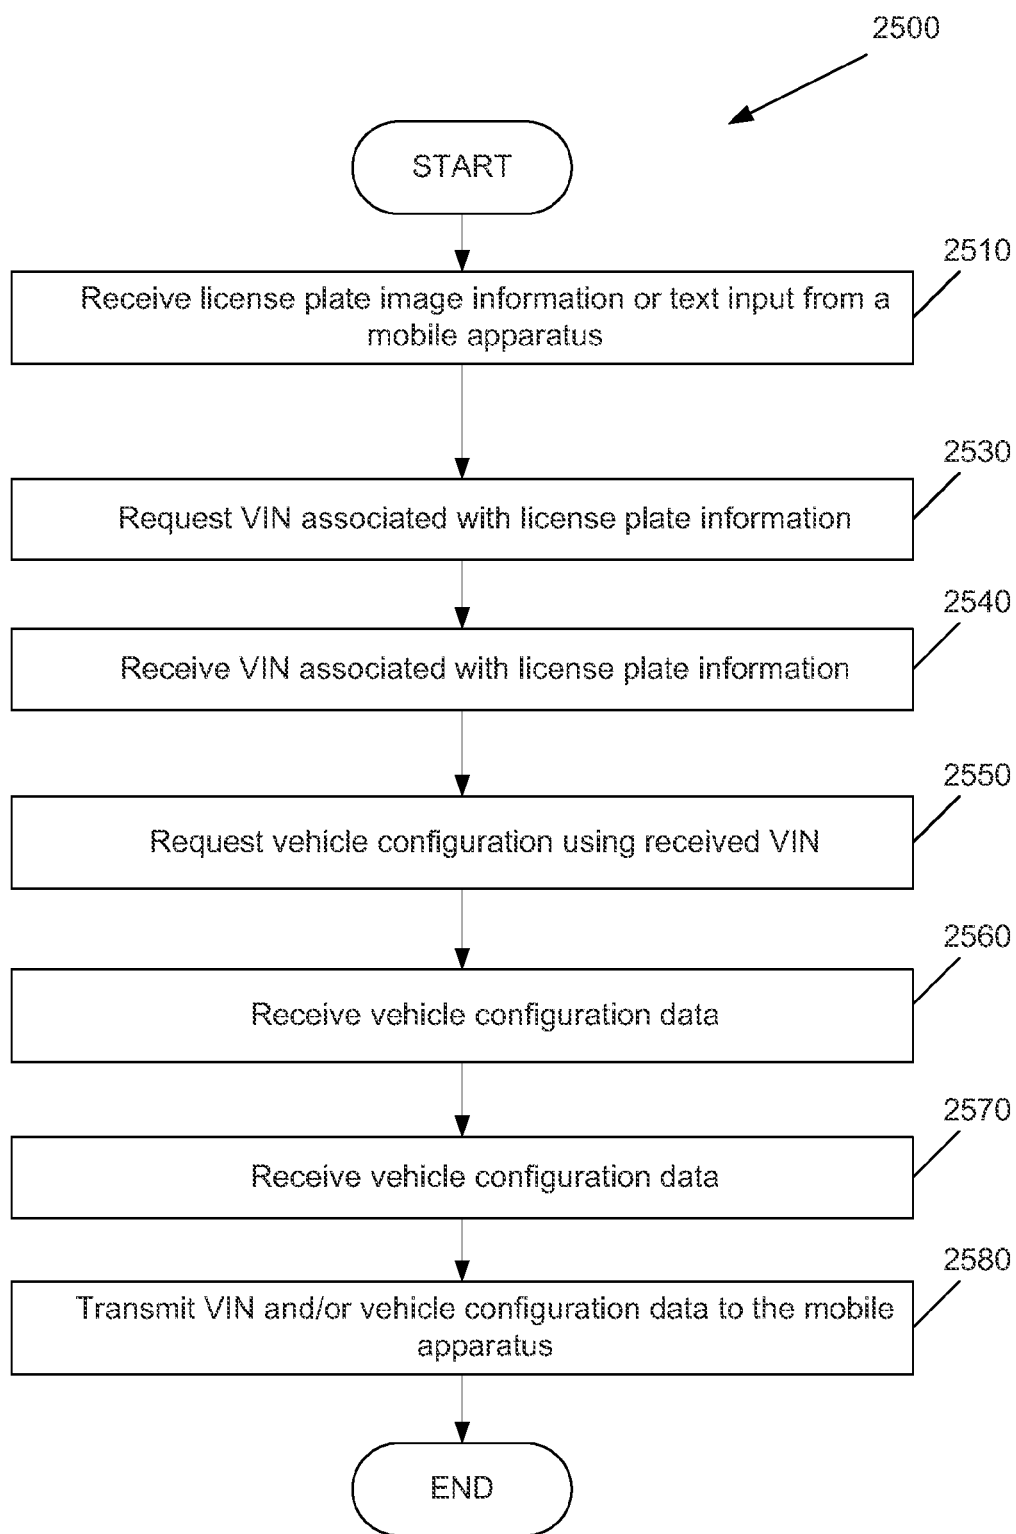 2500
START
2510
Receive license plate image information or text input from a
mobile apparatus
2530
Request VIN associated with license plate information
2540
Receive VIN associated with license plate information
2550
Request vehicle configuration using received VIN
2560
Receive vehicle configuration data
2570
Receive vehicle configuration data
2580
Transmit VIN and/or vehicle configuration data to the mobile
apparatus
END